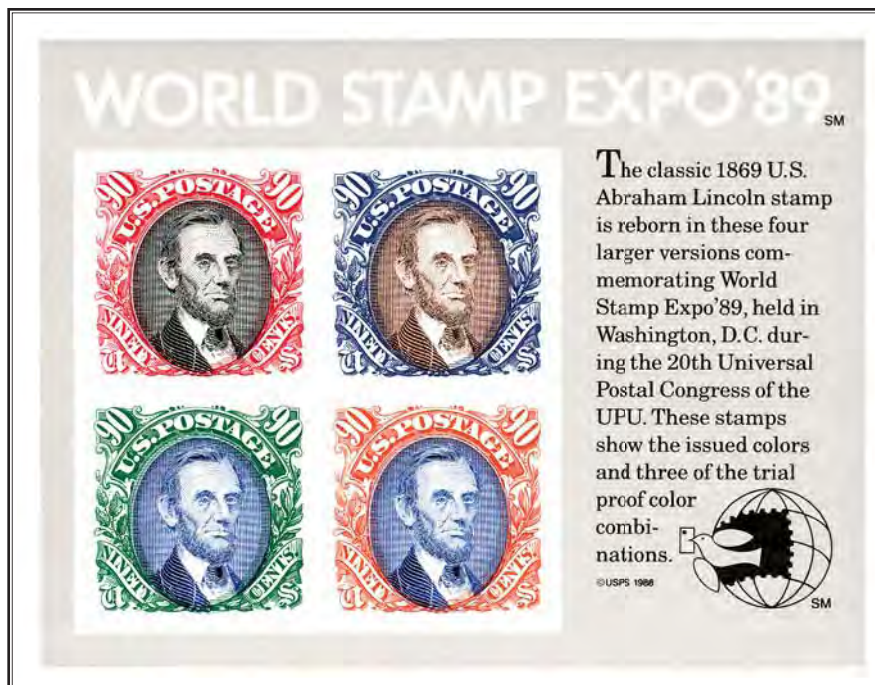 WORLD STAMP EXPO'89 SM
90 U.S. POSTAGE 90
NINETY CENTS
U S
90 U.S. POSTAGE 90
NINETY CENTS
U S
90 U.S. POSTAGE 90
NINETY CENTS
U S
90 U.S. POSTAGE 90
NINETY CENTS
U S
The classic 1869 U.S.
Abraham Lincoln stamp
is reborn in these four
larger versions com-
memorating World
Stamp Expo'89, held in
Washington, D.C. dur-
ing the 20th Universal
Postal Congress of the
UPU. These stamps
show the issued colors
and three of the trial
proof color
combi-
nations.
©USPS 1988
SM